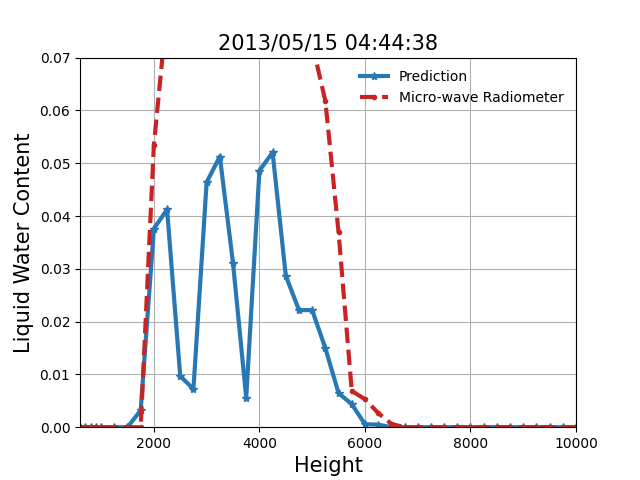 2013/05/15 04:44:38
Prediction
Micro-wave Radiometer
Liquid Water Content
0.07
0.06
0.05
0.04
0.03
0.02
0.01
0.00
2000 4000 6000 8000 10000
Height